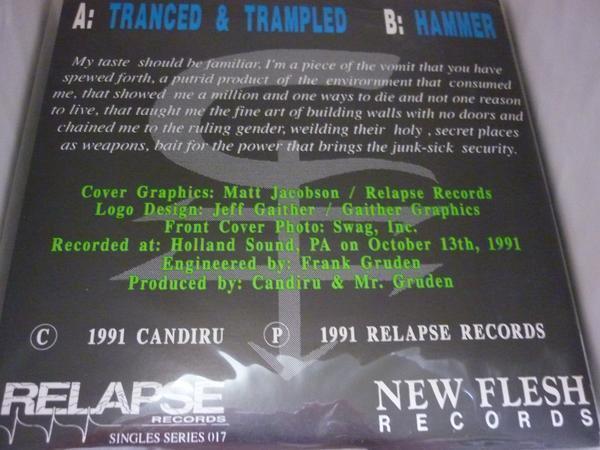 A: TRANCED & TRAMPLED B: HAMMER
My taste should be familiar, I'm a piece of the vomit that you have
spewed forth, a putrid product of the envirornment that consumed
me, that showed me a million and one ways to die and not one reason
to live, that taught me the fine art of building walls with no doors and
chained me to the ruling gender, weilding their holy , secret places
as weapons, bait for the power that brings the junk-sick security.
Cover Graphics: Matt Jacobson / Relapse Records
Logo Design: Jeff Gaither / Gaither Graphics
Front Cover Photo: Swag, Inc.
Recorded at: Holland Sound, PA on October 13th, 1991
Engineered by: Frank Gruden
Produced by: Candiru & Mr. Gruden
© 1991 CANDIRU ℗ 1991 RELAPSE RECORDS
RELAPSE
RECORDS
SINGLES SERIES 017
NEW FLESH
RECORDS